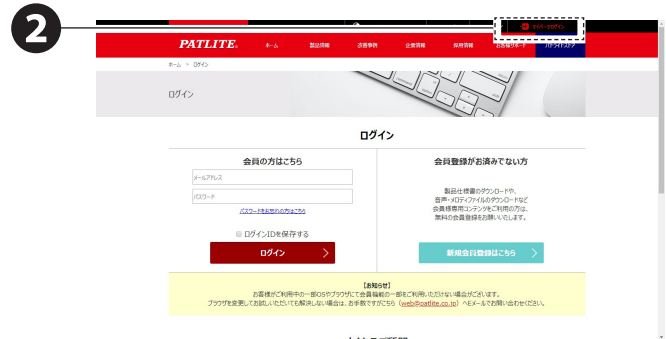 2
マイページログイン
PATLITE
ホーム 製品情報 改善事例 企業情報 採用情報 お客様サポート パトライトストア
ホーム > ログイン
ログイン
ログイン
会員の方はこちら
メールアドレス
パスワード
パスワードをお忘れの方はこちら
ログインIDを保存する
ログイン
会員登録がお済みでない方
製品仕様書のダウンロードや、
音声・メロディファイルのダウンロードなど
会員様専用コンテンツをご利用の方は、
無料の会員登録をお願いいたします。
新規会員登録はこちら
【お知らせ】
お客様がご利用中の一部OSやブラウザにて会員機能の一部をご利用いただけない場合がございます。
ブラウザを変更してお試しいただいても解決しない場合は、お手数ですがこちら（web@patlite.co.jp）へEメールでお問い合わせください。